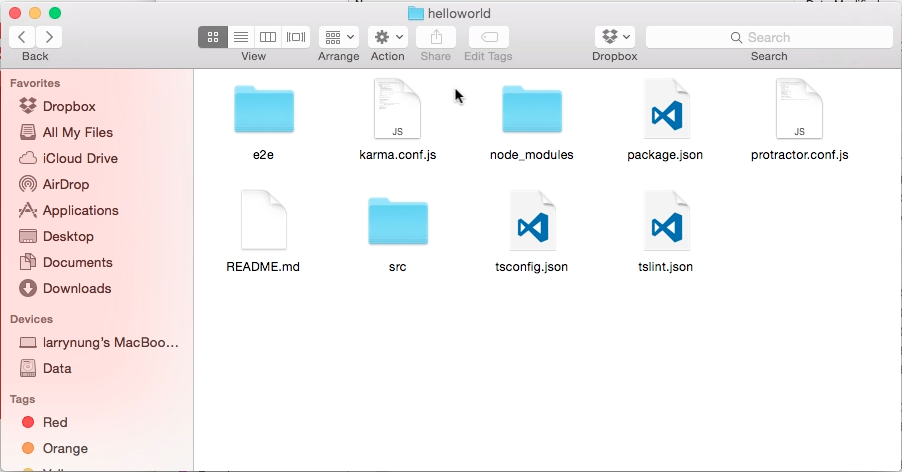 helloworld
Back
View
Arrange
Action
Share
Edit Tags
Dropbox
Search
Search
Favorites
Dropbox
All My Files
iCloud Drive
AirDrop
Applications
Desktop
Documents
Downloads
Devices
larrynung's MacBoo...
Data
Tags
Red
Orange
e2e
JS
karma.conf.js
node_modules
package.json
JS
protractor.conf.js
README.md
src
tsconfig.json
tslint.json